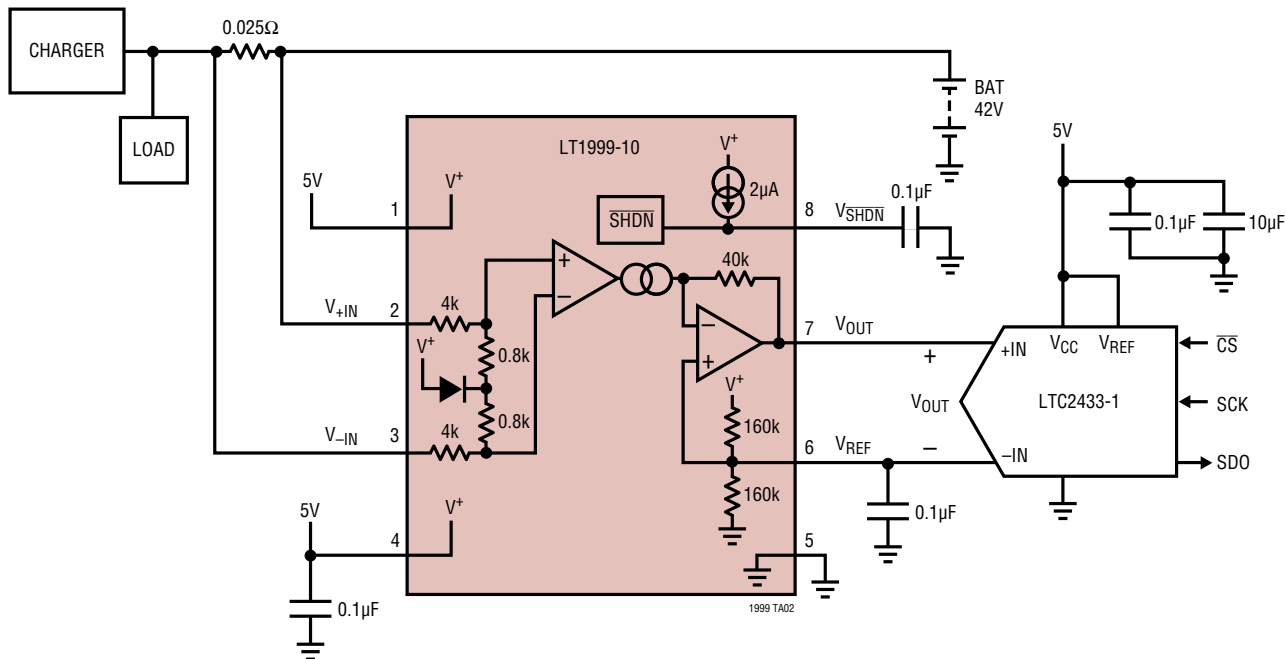 CHARGER
0.025Ω
LOAD
BAT
42V
5V
LT1999-10
V⁺
2µA
0.1µF
5V
V⁺
1
SHDN
8
VSHDN
0.1µF
10µF
40k
V+IN
2
4k
+
−
V⁺
0.8k
0.8k
−
+
7
VOUT
+
+IN
VCC
VREF
CS
VOUT
LTC2433-1
SCK
V⁺
160k
V–IN
3
4k
6
VREF
−
–IN
SDO
160k
0.1µF
5V
4
V⁺
5
0.1µF
1999 TA02